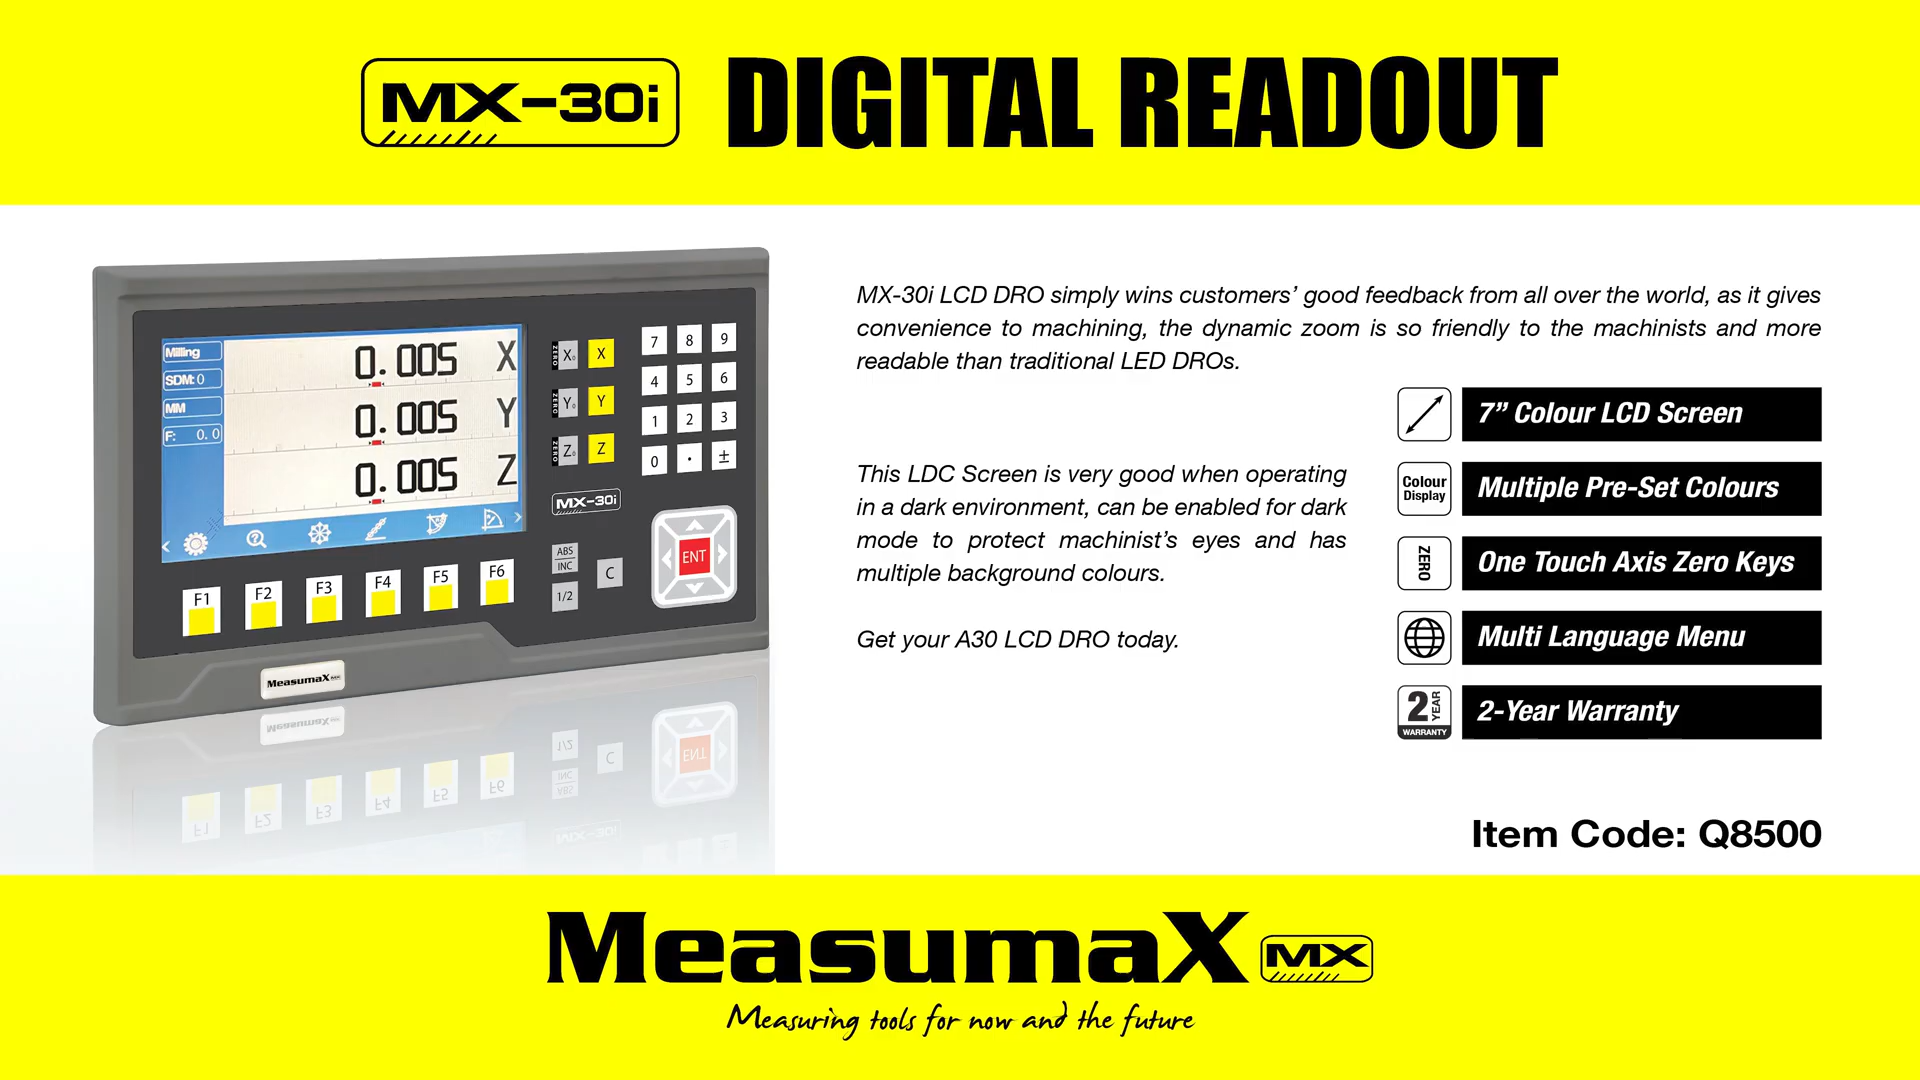 MX-30i DIGITAL READOUT
MX-30i LCD DRO simply wins customers’ good feedback from all over the world, as it gives
convenience to machining, the dynamic zoom is so friendly to the machinists and more
readable than traditional LED DROs.
This LDC Screen is very good when operating
in a dark environment, can be enabled for dark
mode to protect machinist’s eyes and has
multiple background colours.
Get your A30 LCD DRO today.
7” Colour LCD Screen
Colour
Display
Multiple Pre-Set Colours
ZERO
One Touch Axis Zero Keys
Multi Language Menu
2 YEAR
WARRANTY
2-Year Warranty
Item Code: Q8500
Milling
SDM: 0
MM
F: 0.0
0.005 X
0.005 Y
0.005 Z
ZERO X₀ X
ZERO Y₀ Y
ZERO Z₀ Z
7 8 9
4 5 6
1 2 3
0 . ±
MX-30i
ABS
INC
1/2
C
ENT
F1 F2 F3 F4 F5 F6
MeasumaX MX
MeasumaX MX
Measuring tools for now and the future